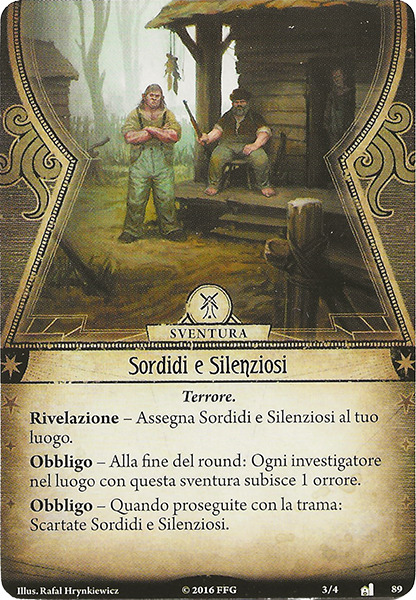 SVENTURA
Sordidi e Silenziosi
Terrore.
Rivelazione – Assegna Sordidi e Silenziosi al tuo
luogo.
Obbligo – Alla fine del round: Ogni investigatore
nel luogo con questa sventura subisce 1 orrore.
Obbligo – Quando proseguite con la trama:
Scartate Sordidi e Silenziosi.
Illus. Rafal Hrynkiewicz © 2016 FFG 3/4 89